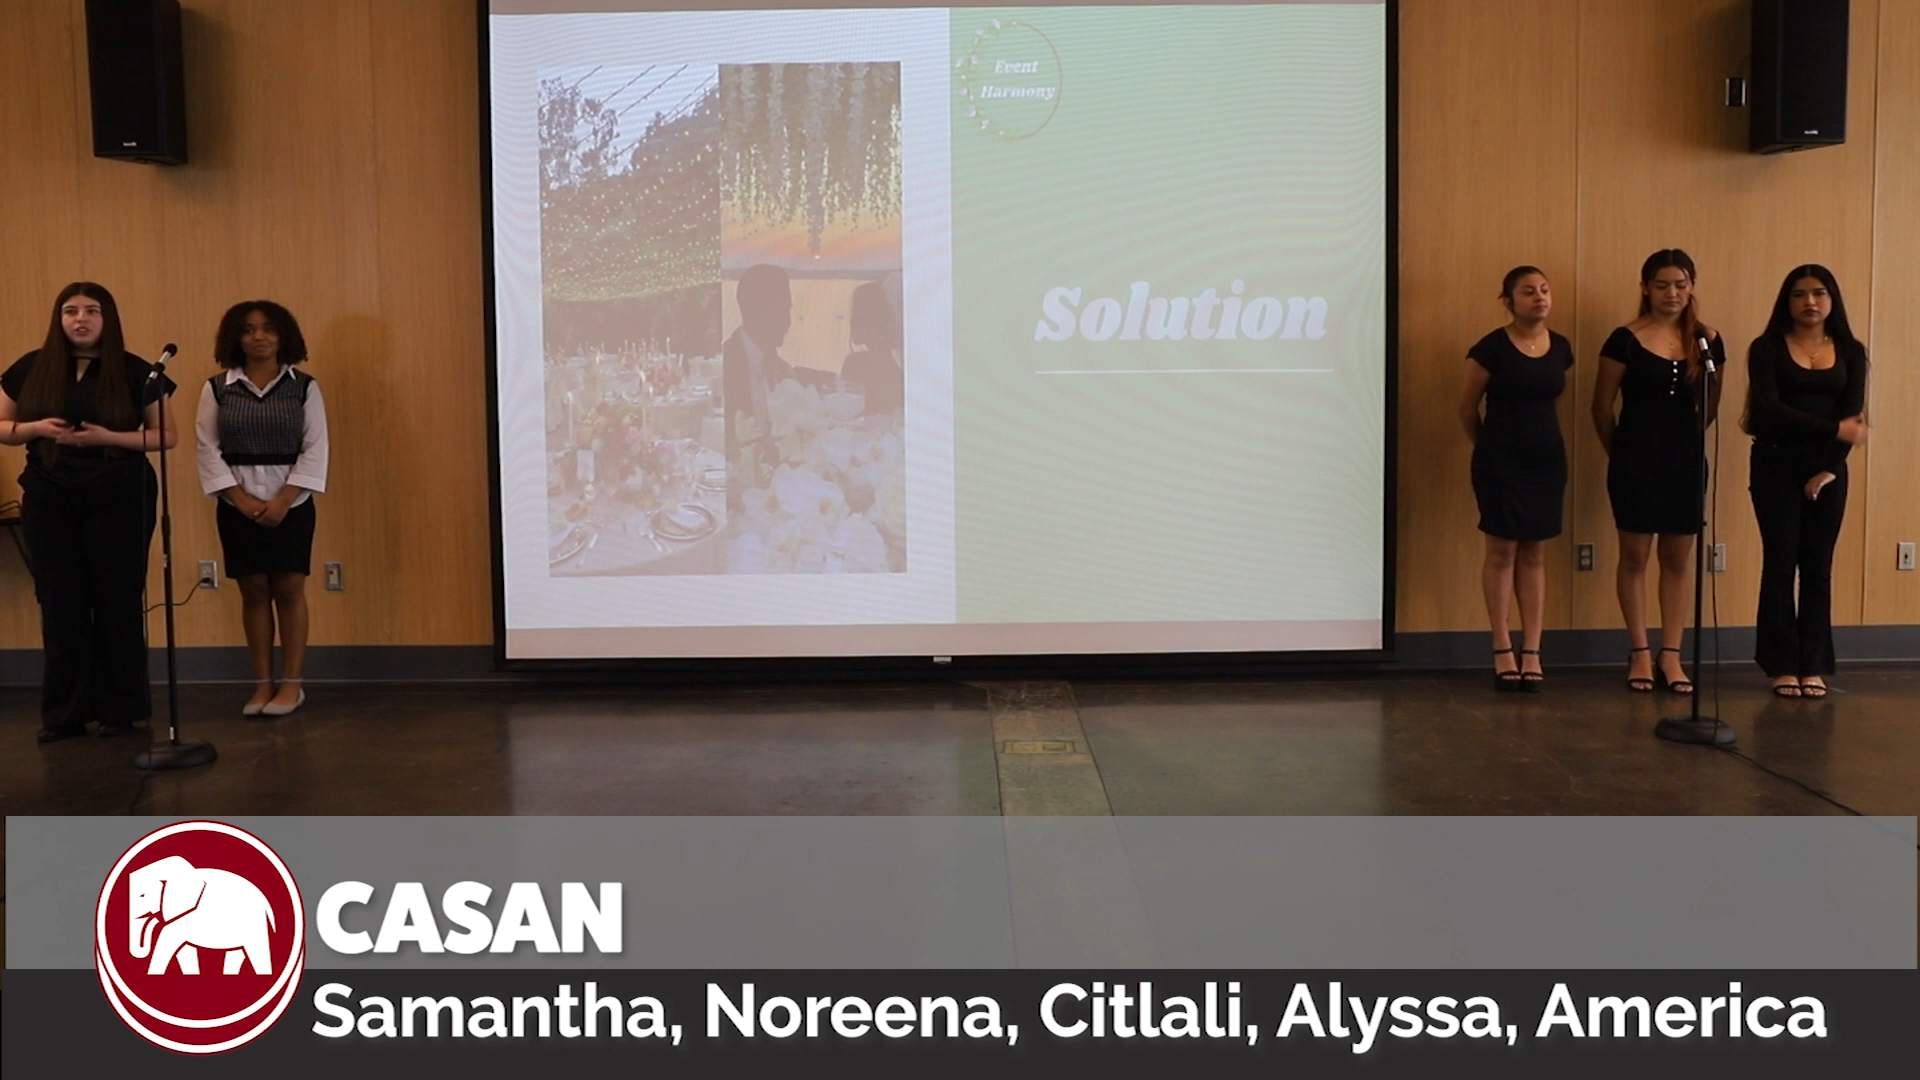 Event
Harmony
Solution
CASAN
Samantha, Noreena, Citlali, Alyssa, America